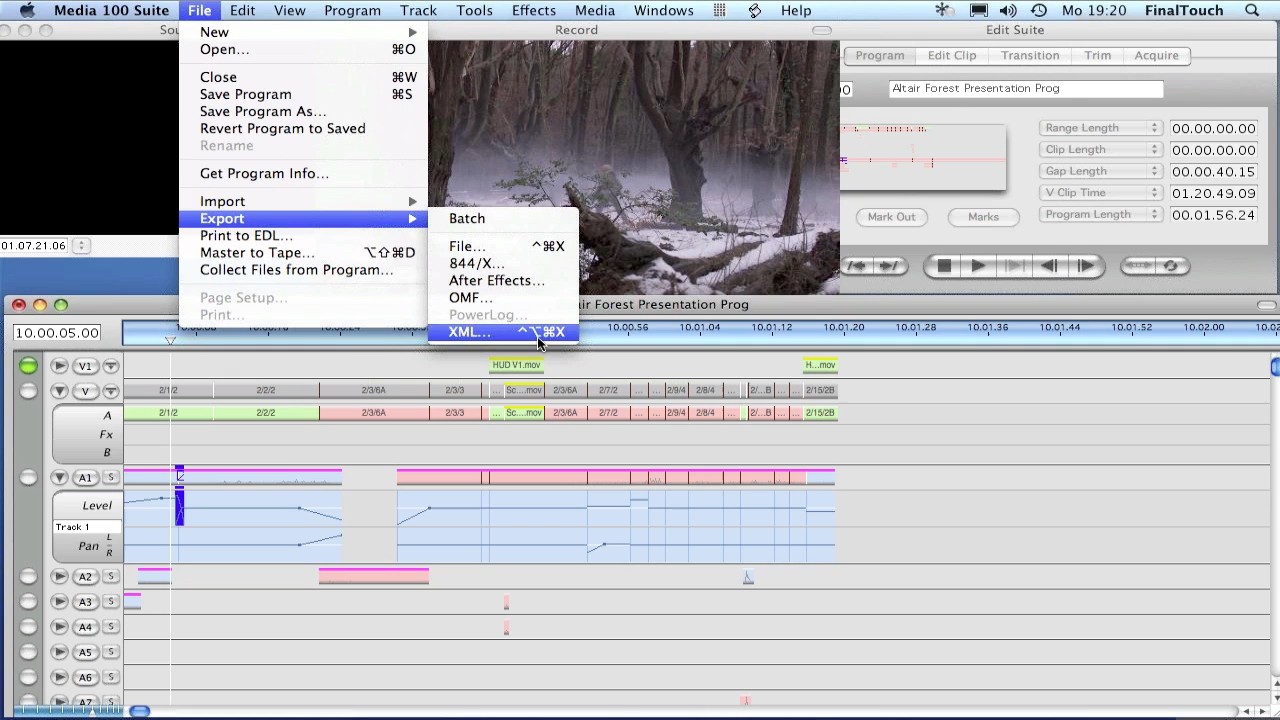 Media 100 Suite File Edit View Program Track Tools Effects Media Windows Help Mo 19:20 FinalTouch
Record
Edit Suite
New
Open... ⌘O
Close ⌘W
Save Program ⌘S
Save Program As...
Revert Program to Saved
Rename
Get Program Info...
Import
Export
Print to EDL...
Master to Tape... ⌥⇧⌘D
Collect Files from Program...
Page Setup...
Print...
Batch
File... ^⌘X
844/X...
After Effects...
OMF...
PowerLog...
XML... ^⌥⌘X
Program Edit Clip Transition Trim Acquire
Altair Forest Presentation Prog
Range Length 00.00.00.00
Clip Length 00.00.00.00
Gap Length 00.00.40.15
V Clip Time 01.20.49.09
Program Length 00.01.56.24
Mark Out Marks
01.07.21.06
air Forest Presentation Prog
10.00.05.00
10.00.56 10.01.04 10.01.12 10.01.20 10.01.28 10.01.36 10.01.44 10.01.52
V1 HUD V1.mov H...mov
V 2/1/2 2/2/2 2/3/6A 2/3/3 ... Sc....mov 2/3/6A 2/7/2 ... ... 2/9/4 2/8/4 ... 2/...B ... ... 2/15/2B
A 2/1/2 2/2/2 2/3/6A 2/3/3 ... Sc....mov 2/3/6A 2/7/2 ... ... 2/9/4 2/8/4 ... 2/...B ... ... 2/15/2B
Fx
B
A1 S
Level
Track 1
Pan L R
A2 S
A3 S
A4 S
A5 S
A6 S
A7